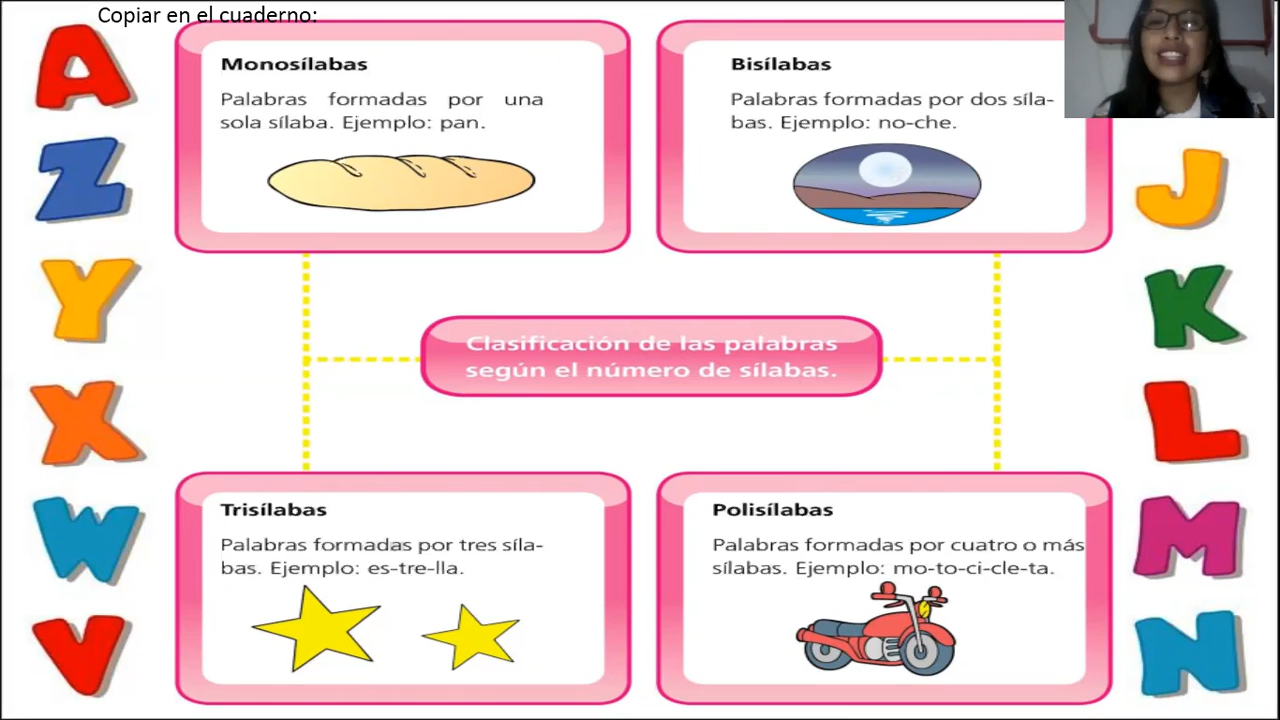 Copiar en el cuaderno:
A
Z
Y
X
W
V
Monosílabas
Palabras formadas por una
sola sílaba. Ejemplo: pan.
Bisílabas
Palabras formadas por dos síla-
bas. Ejemplo: no-che.
Clasificación de las palabras
según el número de sílabas.
Trisílabas
Palabras formadas por tres síla-
bas. Ejemplo: es-tre-lla.
Polisílabas
Palabras formadas por cuatro o más
sílabas. Ejemplo: mo-to-ci-cle-ta.
J
K
L
M
N